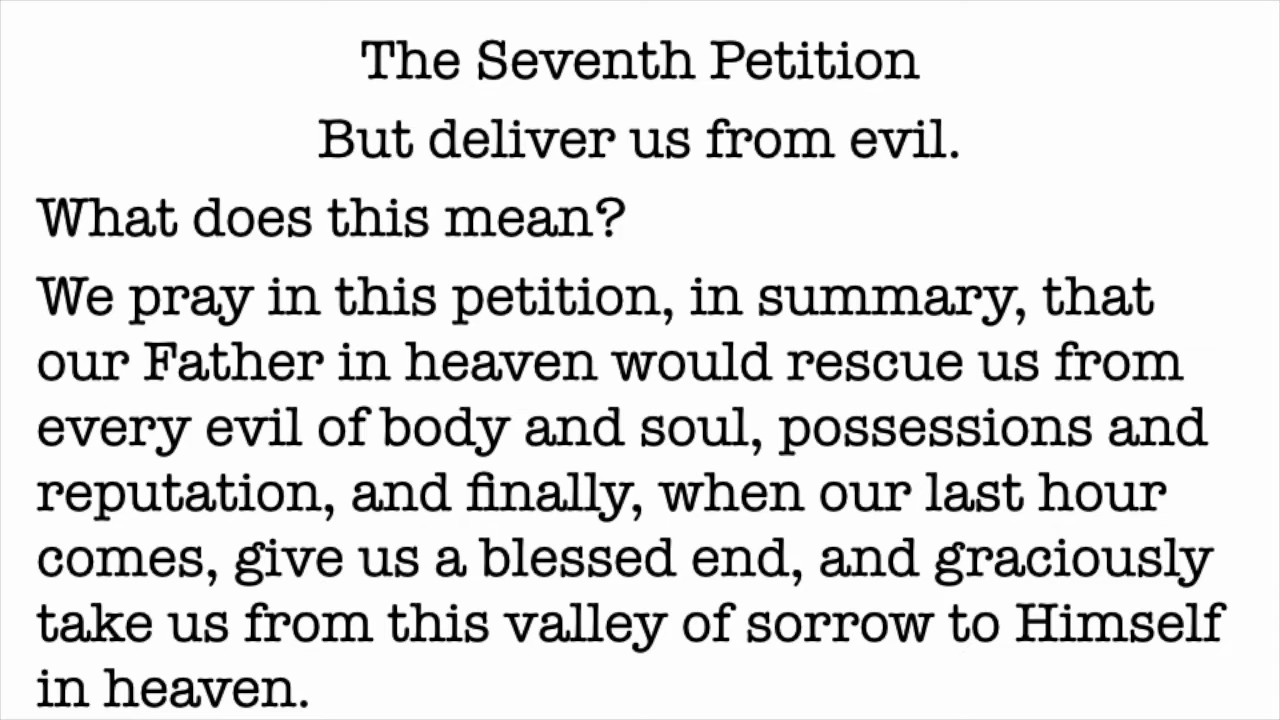 The Seventh Petition
But deliver us from evil.
What does this mean?
We pray in this petition, in summary, that
our Father in heaven would rescue us from
every evil of body and soul, possessions and
reputation, and finally, when our last hour
comes, give us a blessed end, and graciously
take us from this valley of sorrow to Himself
in heaven.